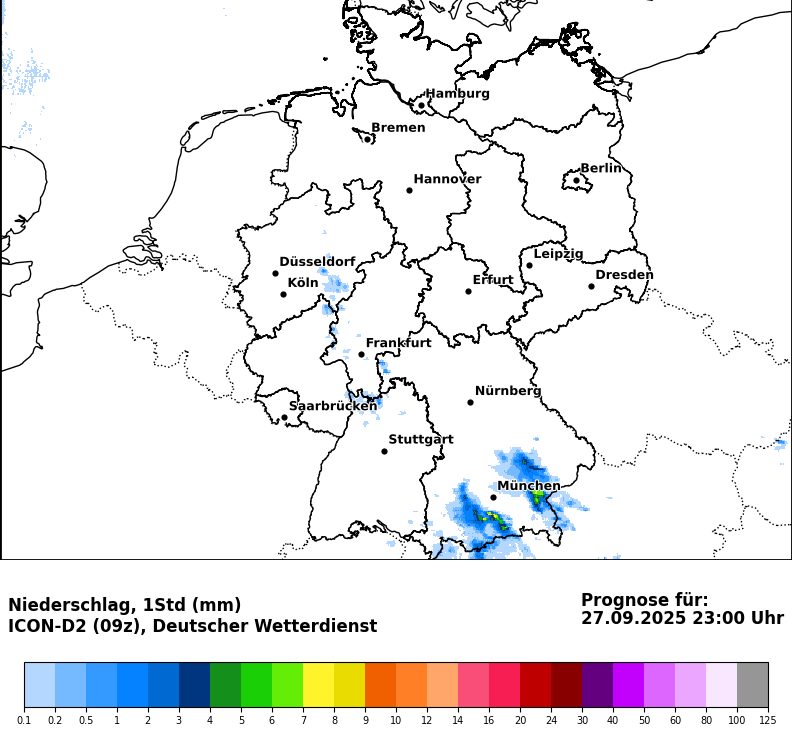 Hamburg
Bremen
Berlin
Hannover
Leipzig
Düsseldorf
Dresden
Köln
Erfurt
Frankfurt
Nürnberg
Saarbrücken
Stuttgart
München
Niederschlag, 1Std (mm)
ICON-D2 (09z), Deutscher Wetterdienst
Prognose für:
27.09.2025 23:00 Uhr
0.1 0.2 0.5 1 2 3 4 5 6 7 8 9 10 12 14 16 20 24 30 40 50 60 80 100 125